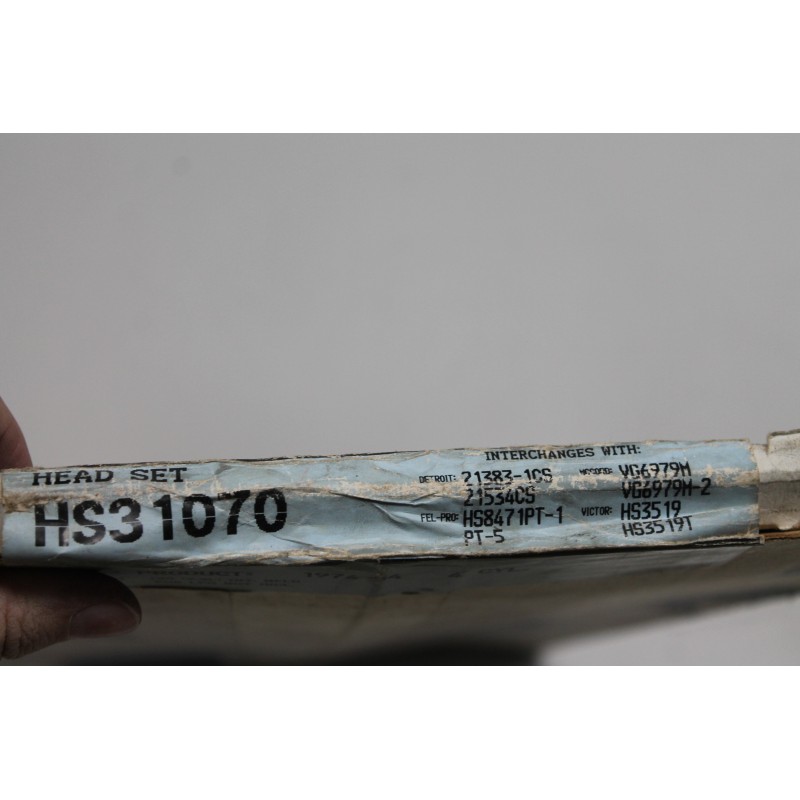 HEAD SET
HS31070
INTERCHANGES WITH:
DETROIT: 21383-1CS
21534CS
FEL-PRO: HS8471PT-1
PT-5
MCCORD: VG6979M
VG6979M-2
VICTOR: HS3519
HS3519T